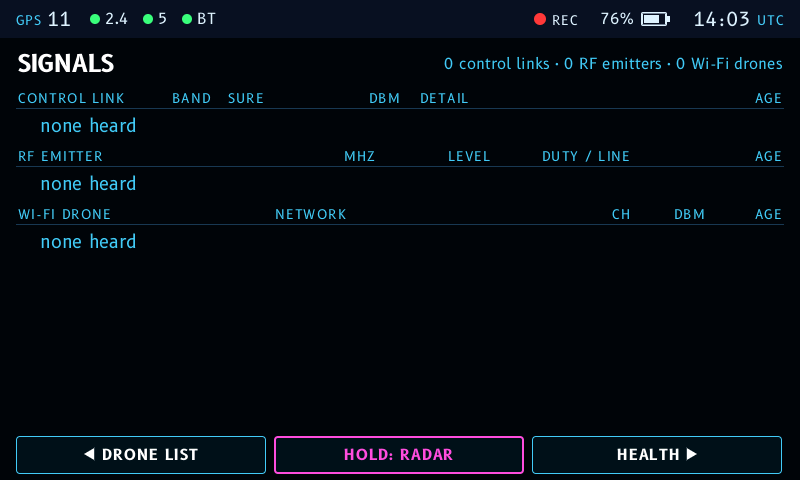 GPS 11 2.4 5 BT REC 76% 14:03 UTC
SIGNALS 0 control links · 0 RF emitters · 0 Wi-Fi drones
CONTROL LINK BAND SURE DBM DETAIL AGE
none heard
RF EMITTER MHZ LEVEL DUTY / LINE AGE
none heard
WI-FI DRONE NETWORK CH DBM AGE
none heard
◀ DRONE LIST HOLD: RADAR HEALTH ▶